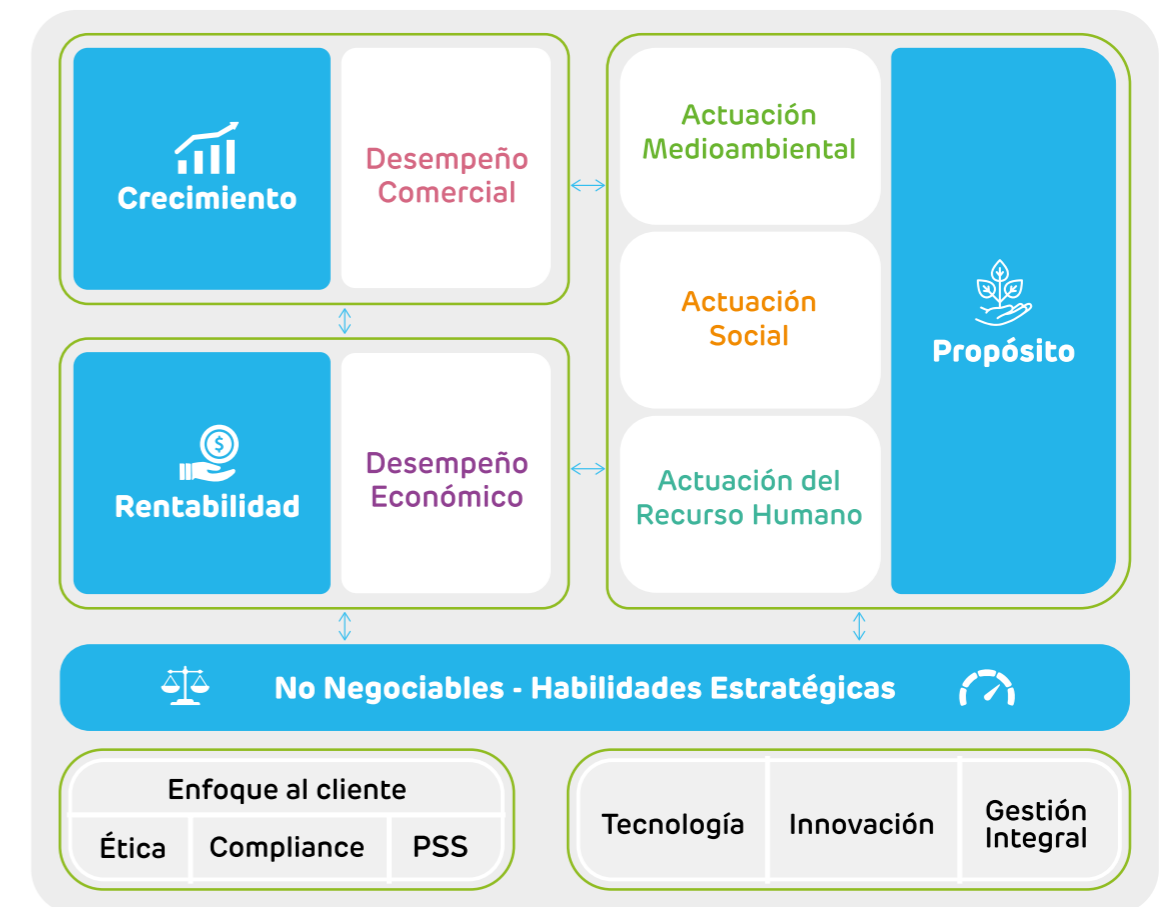 Crecimiento
Desempeño
Comercial
Rentabilidad
Desempeño
Económico
Actuación
Medioambiental
Actuación
Social
Actuación del
Recurso Humano
Propósito
No Negociables - Habilidades Estratégicas
Enfoque al cliente
Ética
Compliance
PSS
Tecnología
Innovación
Gestión
Integral